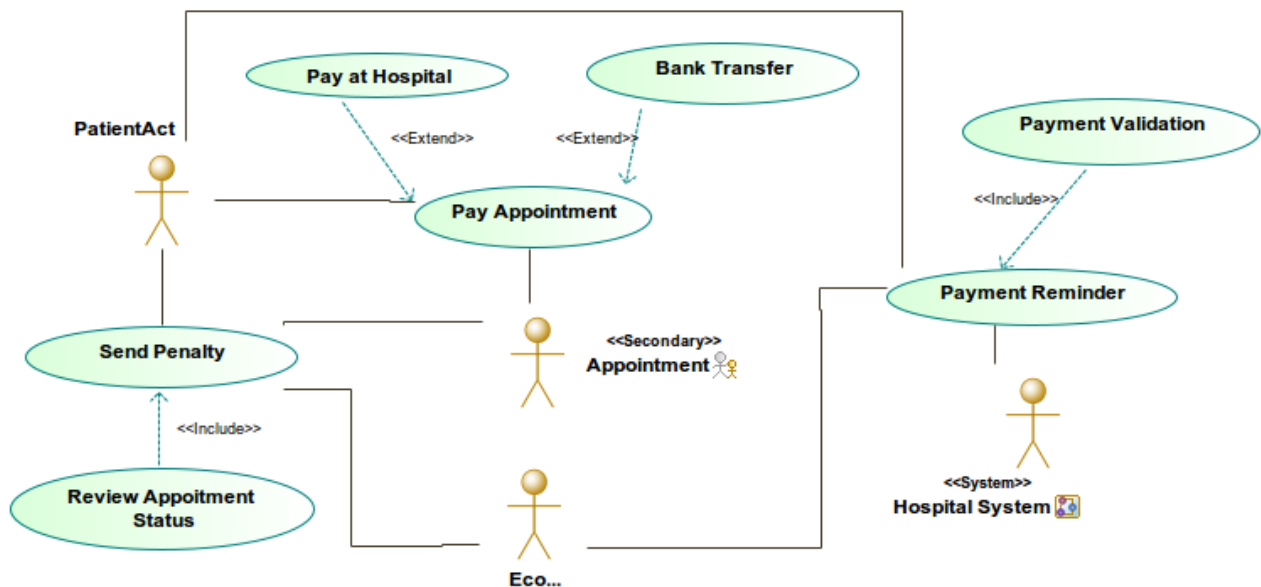 Pay at Hospital
Bank Transfer
Payment Validation
PatientAct
<<Extend>>
<<Extend>>
<<Include>>
Pay Appointment
Payment Reminder
Send Penalty
<<Secondary>>
Appointment
<<Include>>
<<System>>
Hospital System
Review Appoitment
Status
Eco...